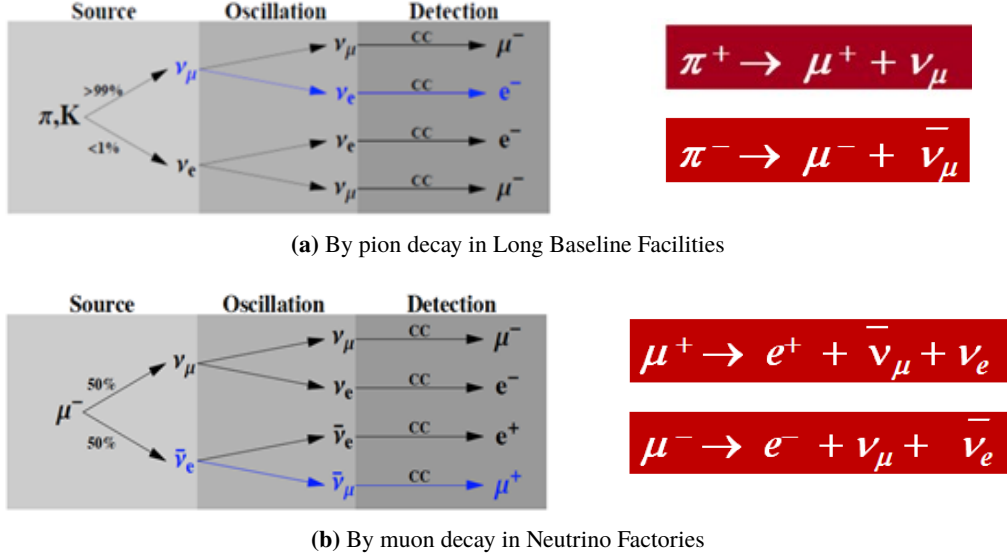 Source Oscillation Detection
ν_μ CC μ⁻
>99% ν_μ
ν_e CC e⁻
π,K
<1% ν_e
ν_e CC e⁻
ν_μ CC μ⁻
π⁺ → μ⁺ + ν_μ
π⁻ → μ⁻ + ν̄_μ
(a) By pion decay in Long Baseline Facilities
Source Oscillation Detection
ν_μ CC μ⁻
50% ν_μ
ν_e CC e⁻
μ⁻
50% ν̄_e
ν̄_e CC e⁺
ν̄_μ CC μ⁺
μ⁺ → e⁺ + ν̄_μ + ν_e
μ⁻ → e⁻ + ν_μ + ν̄_e
(b) By muon decay in Neutrino Factories